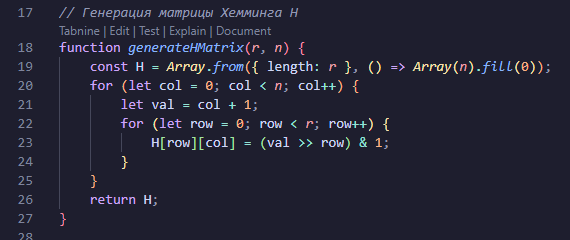 17 // Генерация матрицы Хемминга H
Tabnine | Edit | Test | Explain | Document
18 function generateHMatrix(r, n) {
19     const H = Array.from({ length: r }, () => Array(n).fill(0));
20     for (let col = 0; col < n; col++) {
21         let val = col + 1;
22         for (let row = 0; row < r; row++) {
23             H[row][col] = (val >> row) & 1;
24         }
25     }
26     return H;
27 }
28